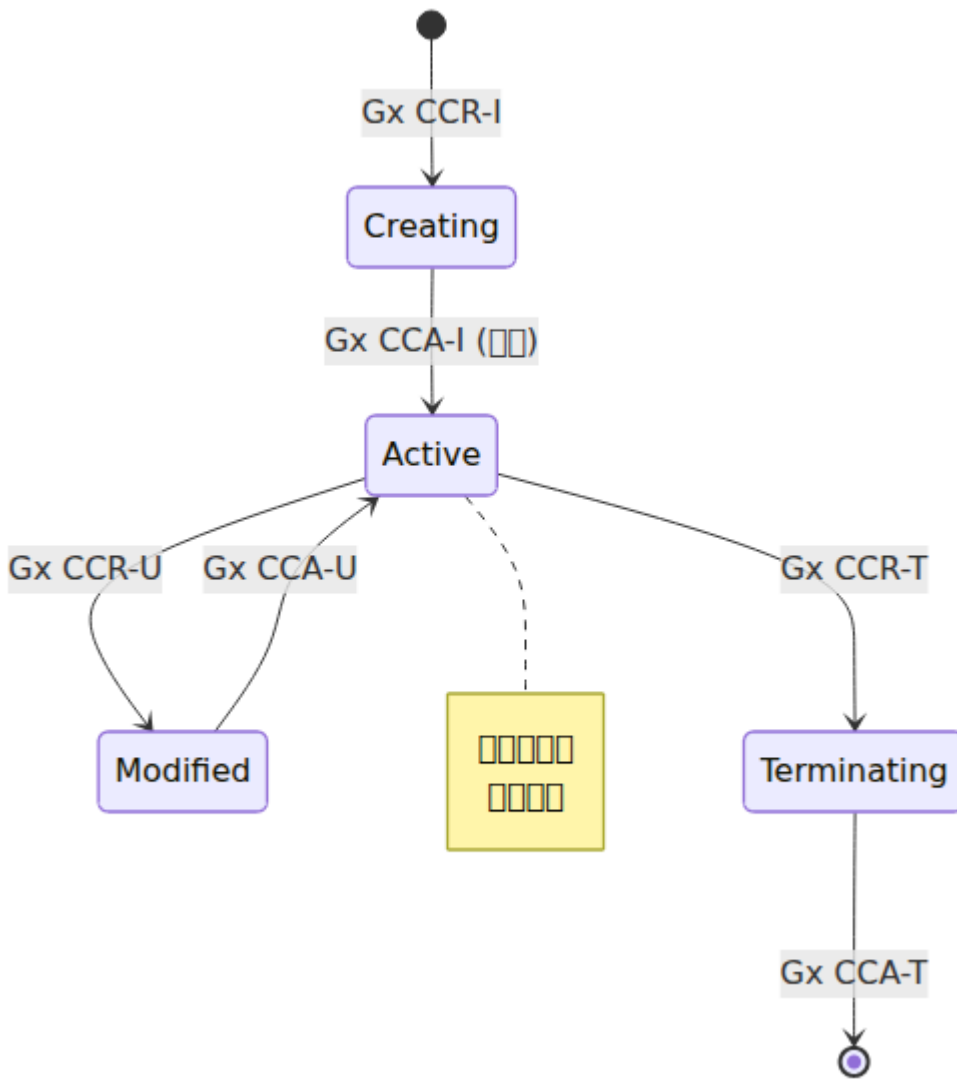 Gx CCR-I
Creating
Gx CCA-I (□□)
Active
Gx CCR-U
Gx CCA-U
Gx CCR-T
Modified
□□□□□
□□□□
Terminating
Gx CCA-T